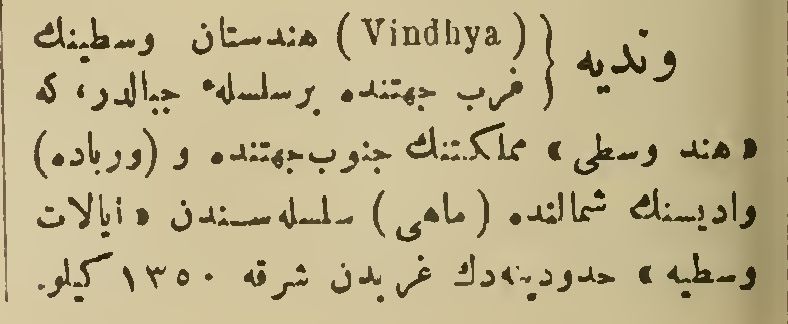 وندیه { (Vindhya) هندستان وسطینك
غرب جهتنده برسلسلهٔ جبالدر، که
« هند وسطی » مملکتنك جنوب‌جهتنده و (ورباده)
وادیسنك شمالنده (ماهی) سلسله‌سندن « ایالات
وسطیه » حدودینه‌دك غربدن شرقه ۱۳۵۰ کیلو.